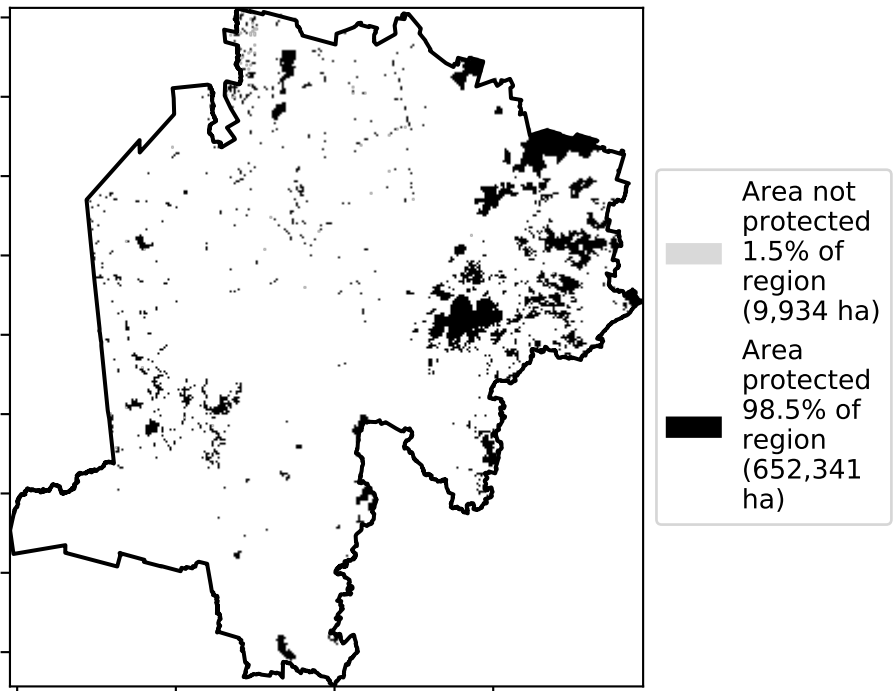 Area not
protected
1.5% of
region
(9,934 ha)
Area
protected
98.5% of
region
(652,341
ha)